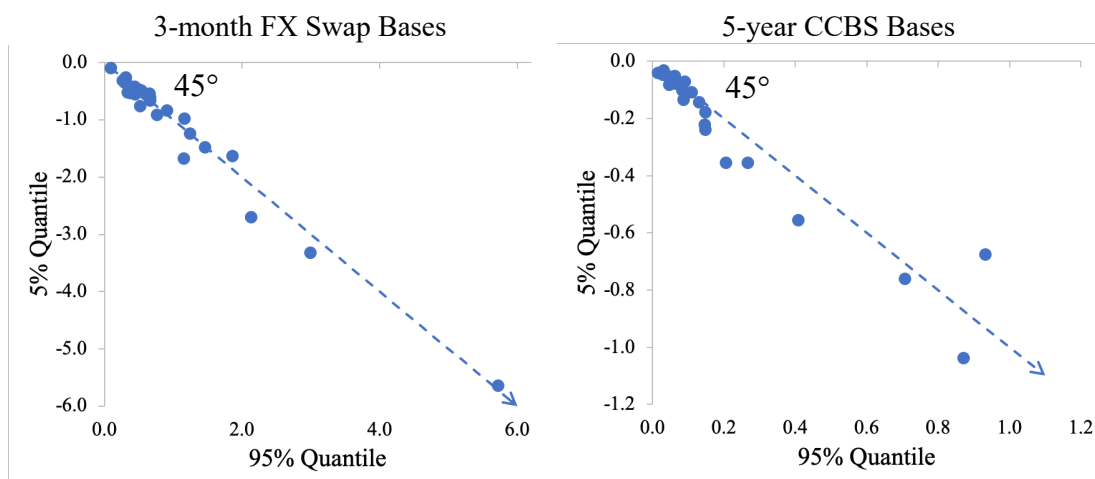 3-month FX Swap Bases
0.0
-1.0
-2.0
-3.0
-4.0
-5.0
-6.0
5% Quantile
45°
0.0 2.0 4.0 6.0
95% Quantile
5-year CCBS Bases
0.0
-0.2
-0.4
-0.6
-0.8
-1.0
-1.2
5% Quantile
45°
0.0 0.2 0.4 0.6 0.8 1.0 1.2
95% Quantile